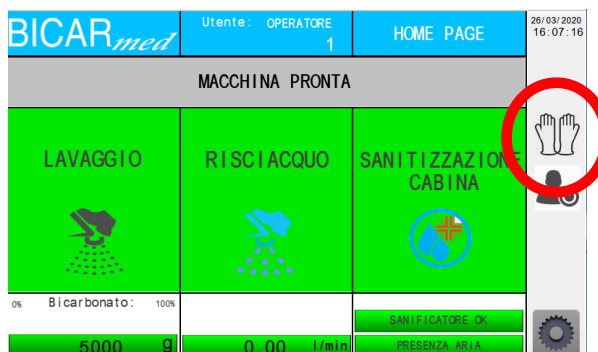 BICARmed
Utente: OPERATORE
1
HOME PAGE
26/03/2020
16:07:16
MACCHINA PRONTA
LAVAGGIO
RISCIACQUO
SANITIZZAZIONE
CABINA
0% Bicarbonato: 100%
SANIFICATORE OK
5000 g
0.00 l/min
PRESENZA ARIA